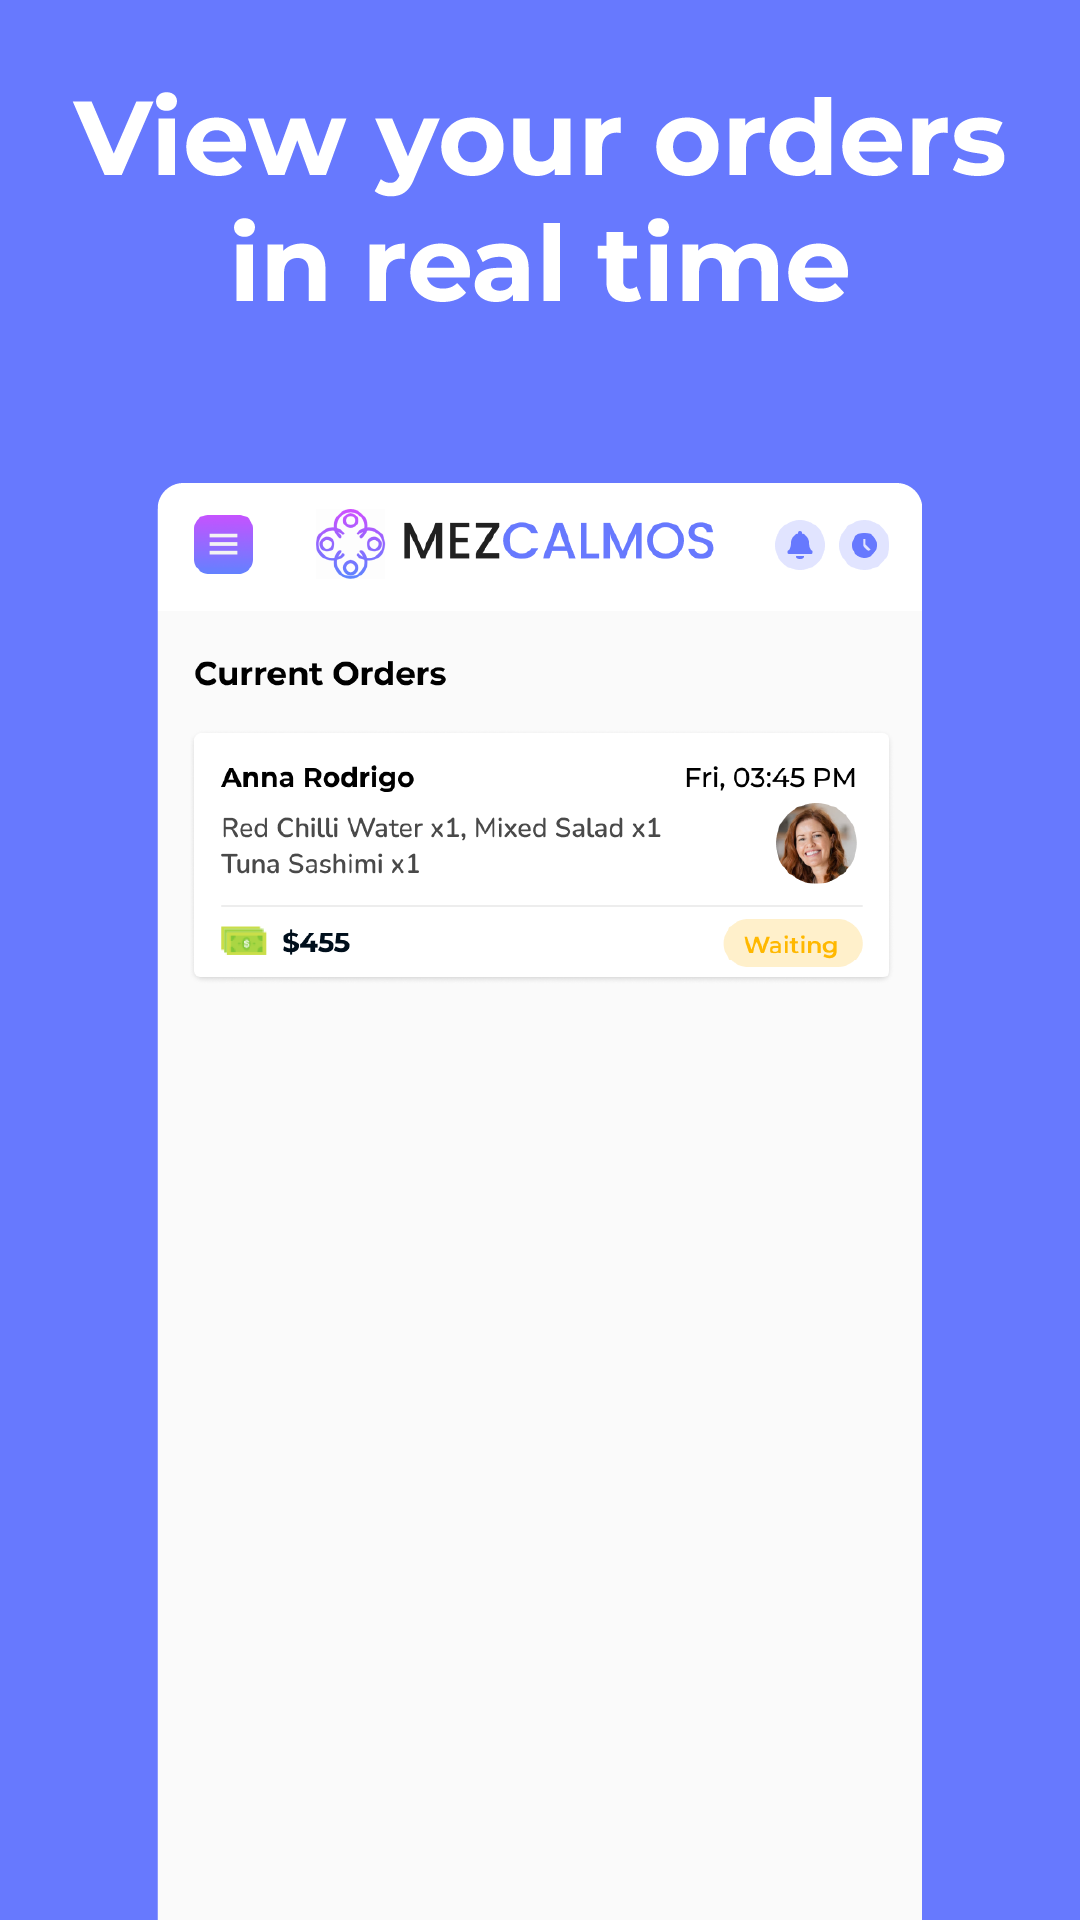 View your orders
in real time
MEZCALMOS
Current Orders
Anna Rodrigo
Fri, 03:45 PM
Red Chilli Water x1, Mixed Salad x1
Tuna Sashimi x1
$
$455
Waiting